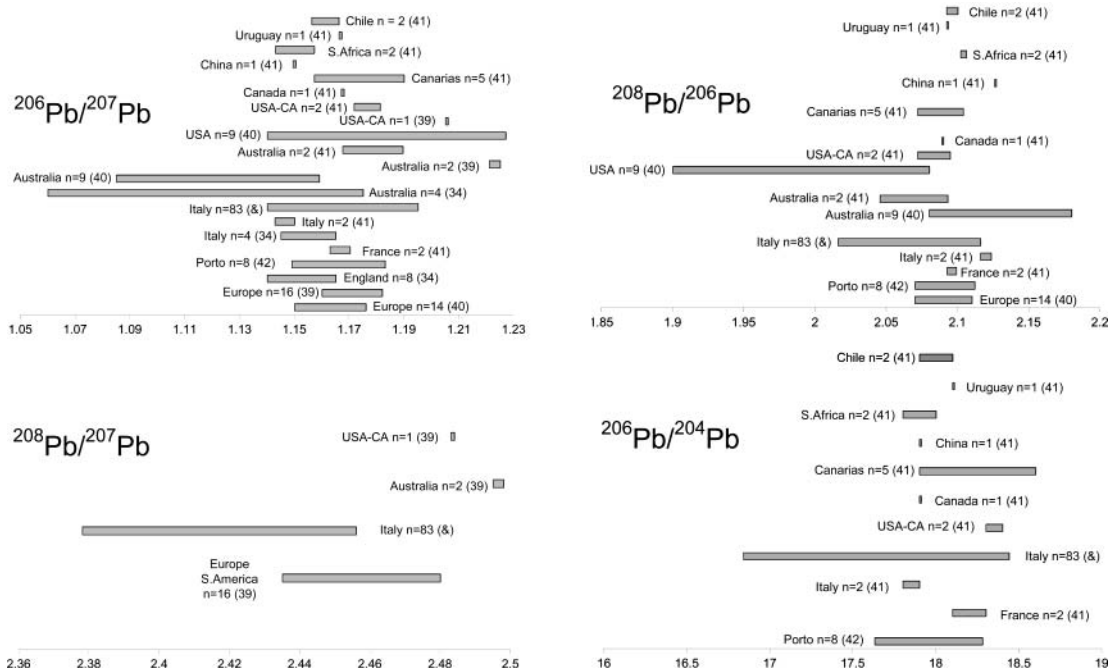 Chile n = 2 (41)
Uruguay n=1 (41)
S.Africa n=2 (41)
China n=1 (41)
Canarias n=5 (41)
206Pb/207Pb
Canada n=1 (41)
USA-CA n=2 (41)
USA-CA n=1 (39)
USA n=9 (40)
Australia n=2 (41)
Australia n=2 (39)
Australia n=9 (40)
Australia n=4 (34)
Italy n=83 (&)
Italy n=2 (41)
Italy n=4 (34)
France n=2 (41)
Porto n=8 (42)
England n=8 (34)
Europe n=16 (39)
Europe n=14 (40)
1.05 1.07 1.09 1.11 1.13 1.15 1.17 1.19 1.21 1.23
Chile n=2 (41)
Uruguay n=1 (41)
S.Africa n=2 (41)
China n=1 (41)
208Pb/206Pb
Canarias n=5 (41)
Canada n=1 (41)
USA-CA n=2 (41)
USA n=9 (40)
Australia n=2 (41)
Australia n=9 (40)
Italy n=83 (&)
Italy n=2 (41)
France n=2 (41)
Porto n=8 (42)
Europe n=14 (40)
1.85 1.9 1.95 2 2.05 2.1 2.15 2.2
208Pb/207Pb
USA-CA n=1 (39)
Australia n=2 (39)
Italy n=83 (&)
Europe
S.America
n=16 (39)
2.36 2.38 2.4 2.42 2.44 2.46 2.48 2.5
Chile n=2 (41)
Uruguay n=1 (41)
S.Africa n=2 (41)
206Pb/204Pb
China n=1 (41)
Canarias n=5 (41)
Canada n=1 (41)
USA-CA n=2 (41)
Italy n=83 (&)
Italy n=2 (41)
France n=2 (41)
Porto n=8 (42)
16 16.5 17 17.5 18 18.5 19